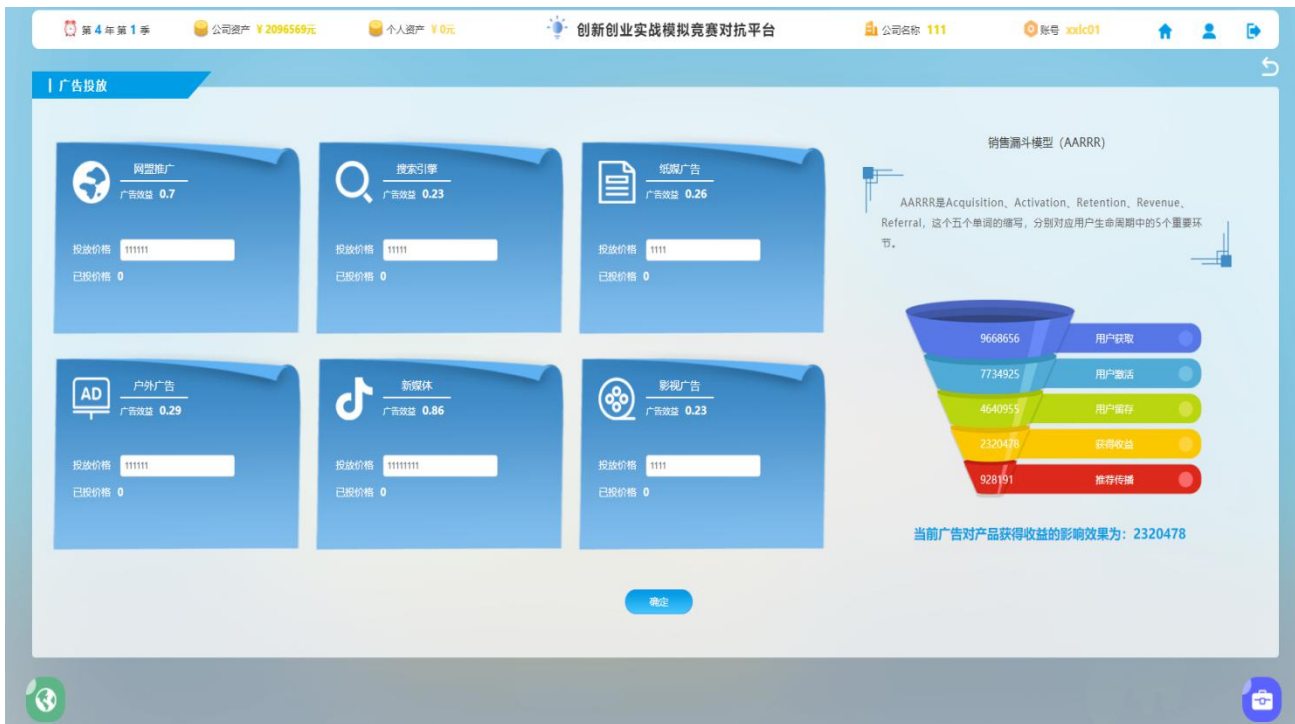 第 4 年第 1 季
公司资产 ¥ 2096569元
个人资产 ¥ 0元
创新创业实战模拟竞赛对抗平台
公司名称 111
账号 xxlc01
广告投放
网盟推广
广告效益 0.7
投放价格 111111
已投价格 0
搜索引擎
广告效益 0.23
投放价格 11111
已投价格 0
纸媒广告
广告效益 0.26
投放价格 1111
已投价格 0
AD
户外广告
广告效益 0.29
投放价格 111111
已投价格 0
新媒体
广告效益 0.86
投放价格 11111111
已投价格 0
影视广告
广告效益 0.23
投放价格 1111
已投价格 0
确定
销售漏斗模型（AARRR）
AARRR是Acquisition、Activation、Retention、Revenue、
Referral，这个五个单词的缩写，分别对应用户生命周期中的5个重要环
节。
9668656 用户获取
7734925 用户激活
4640955 用户留存
2320478 获得收益
928191 推荐传播
当前广告对产品获得收益的影响效果为：2320478